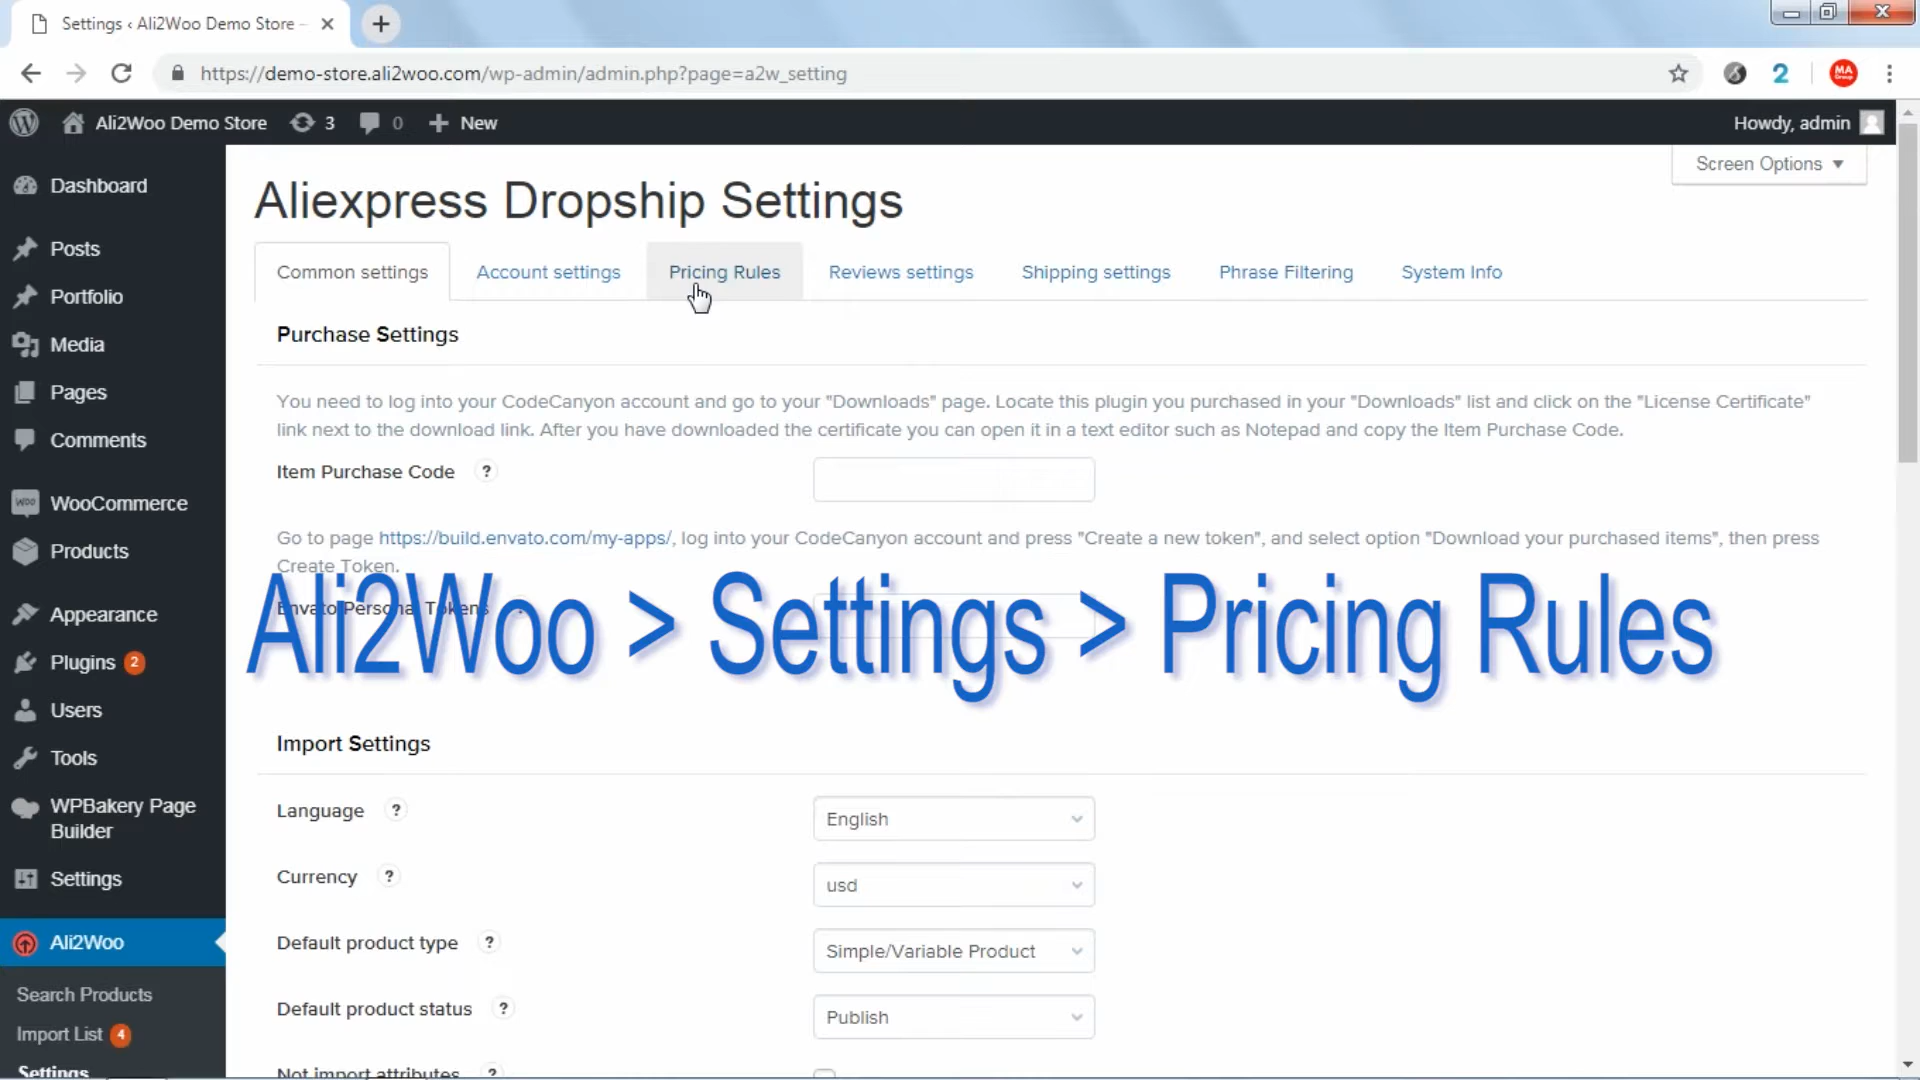 Settings ‹ Ali2Woo Demo Store –
https://demo-store.ali2woo.com/wp-admin/admin.php?page=a2w_setting
2
MA
Group
Ali2Woo Demo Store
3
0
New
Howdy, admin
Screen Options
Dashboard
Posts
Portfolio
Media
Pages
Comments
WooCommerce
Products
Appearance
Plugins 2
Users
Tools
WPBakery Page
Builder
Settings
Ali2Woo
Search Products
Import List 4
Settings
Aliexpress Dropship Settings
Common settings
Account settings
Pricing Rules
Reviews settings
Shipping settings
Phrase Filtering
System Info
Purchase Settings
You need to log into your CodeCanyon account and go to your "Downloads" page. Locate this plugin you purchased in your "Downloads" list and click on the "License Certificate"
link next to the download link. After you have downloaded the certificate you can open it in a text editor such as Notepad and copy the Item Purchase Code.
Item Purchase Code ?
Go to page https://build.envato.com/my-apps/, log into your CodeCanyon account and press "Create a new token", and select option "Download your purchased items", then press
Create Token.
Envato Personal Tokens
Ali2Woo > Settings > Pricing Rules
Import Settings
Language ?
English
Currency ?
usd
Default product type ?
Simple/Variable Product
Default product status ?
Publish
Not import attributes ?